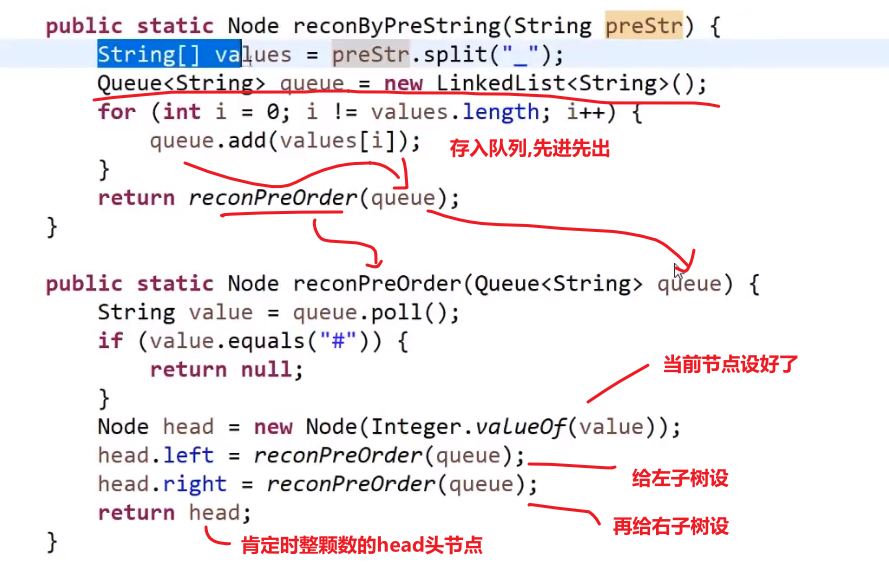 public static Node reconByPreString(String preStr) {
String[] values = preStr.split("_");
Queue<String> queue = new LinkedList<String>();
for (int i = 0; i != values.length; i++) {
queue.add(values[i]);
存入队列,先进先出
}
return reconPreOrder(queue);
}
public static Node reconPreOrder(Queue<String> queue) {
String value = queue.poll();
if (value.equals("#")) {
return null;
当前节点设好了
}
Node head = new Node(Integer.valueOf(value));
head.left = reconPreOrder(queue);
给左子树设
head.right = reconPreOrder(queue);
return head;
再给右子树设
}
肯定时整颗数的head头节点